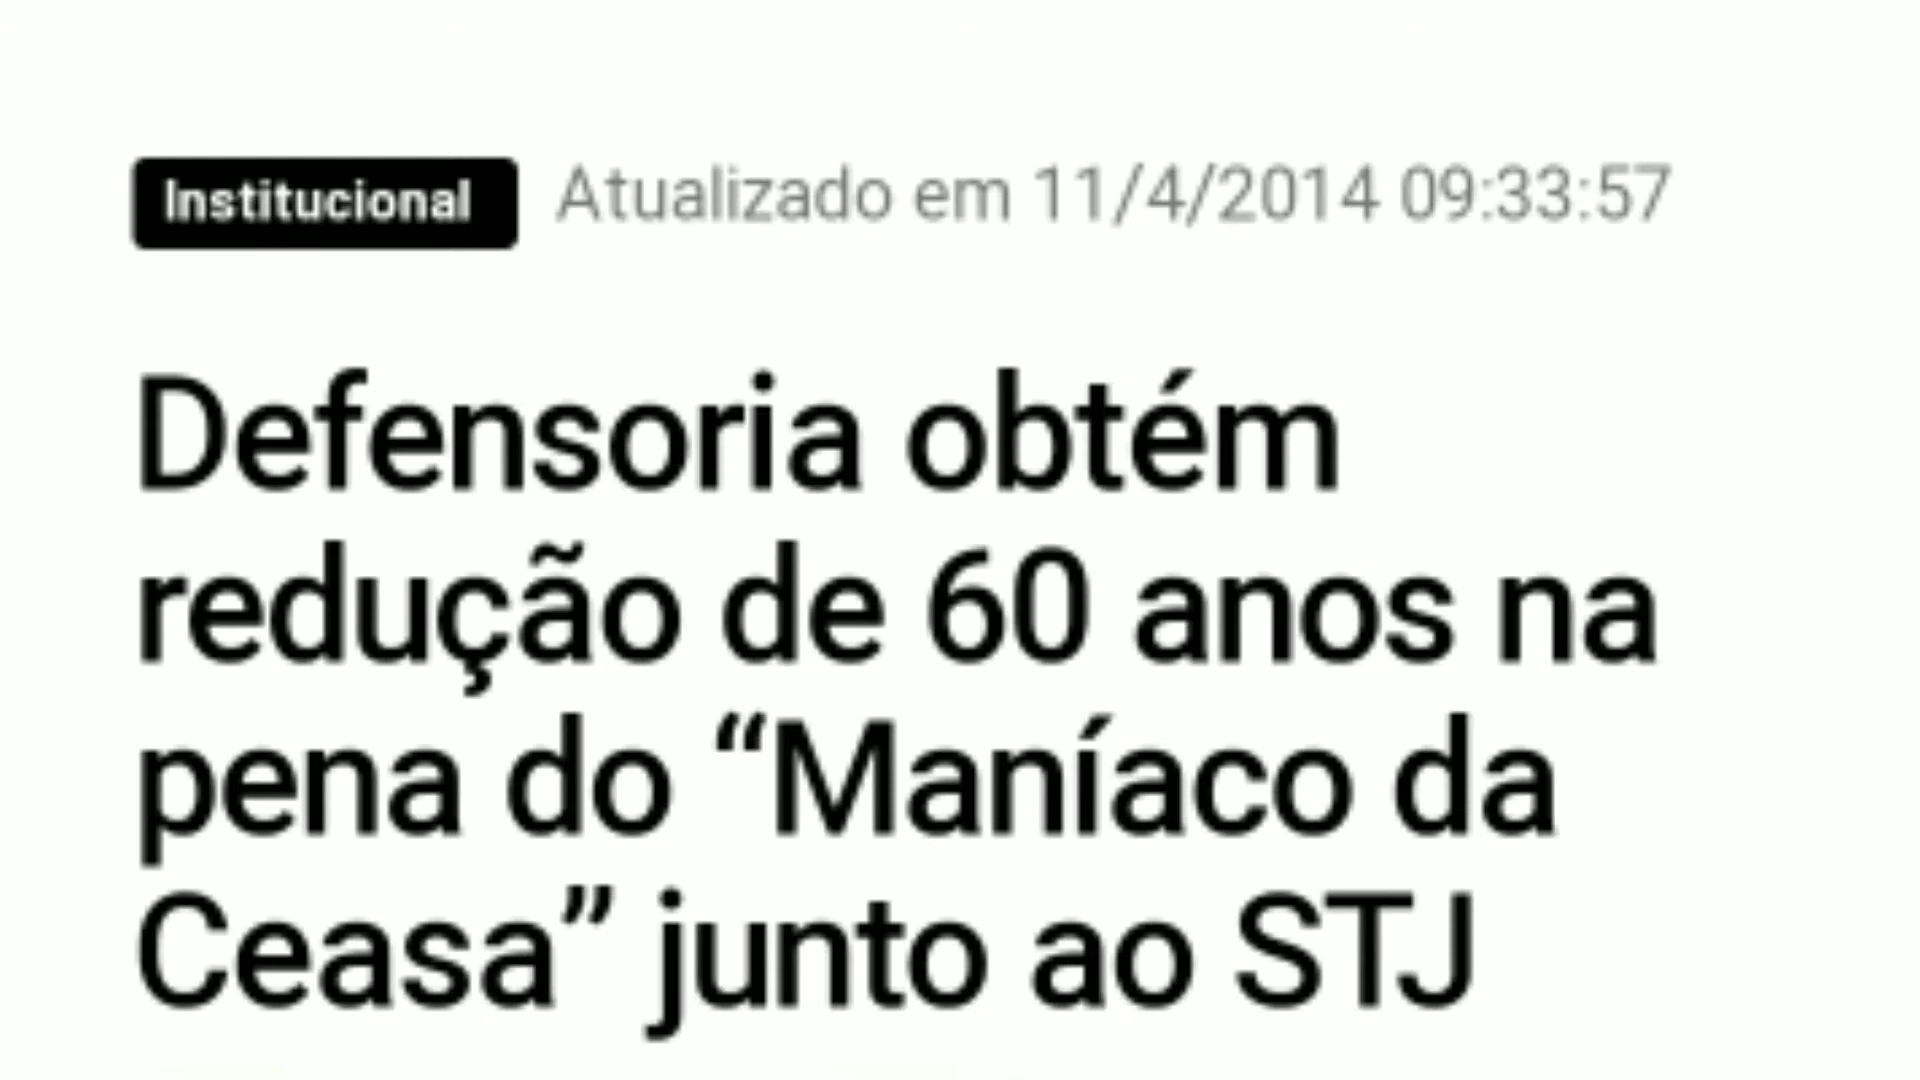 Institucional Atualizado em 11/4/2014 09:33:57
Defensoria obtém
redução de 60 anos na
pena do “Maníaco da
Ceasa” junto ao STJ